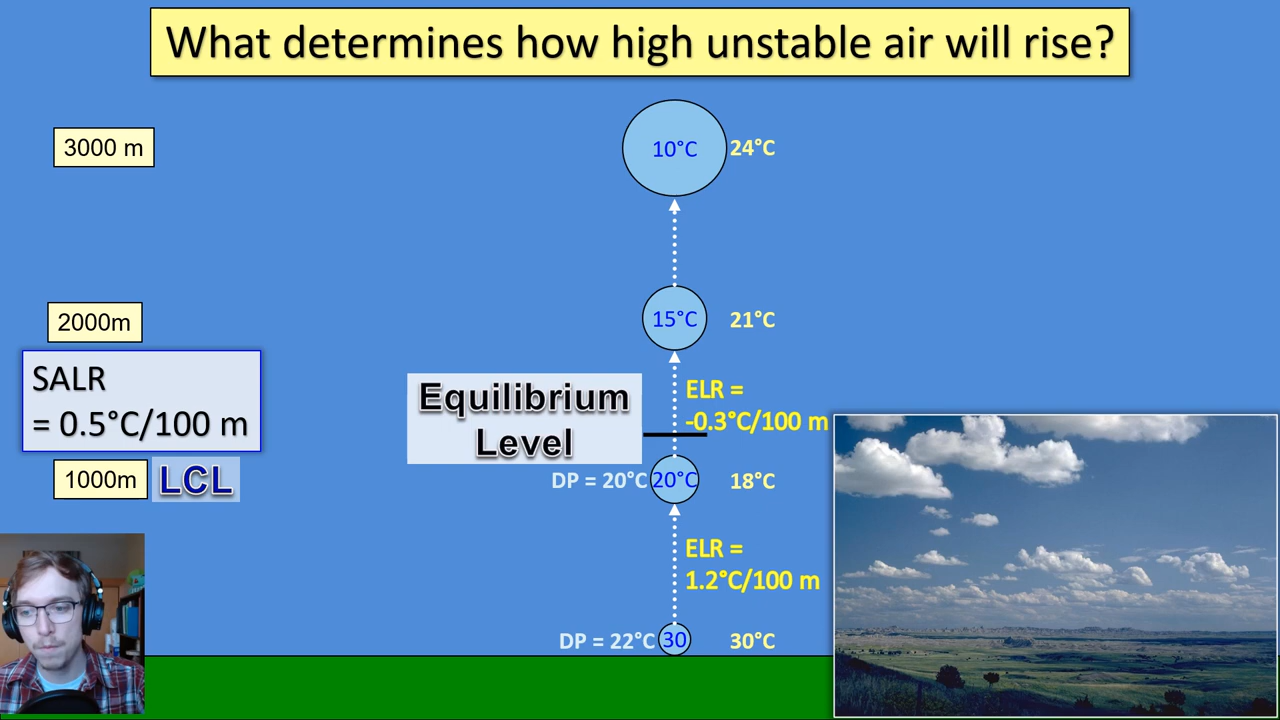 What determines how high unstable air will rise?
3000 m
10°C
24°C
2000m
15°C
21°C
SALR
= 0.5°C/100 m
Equilibrium
Level
ELR =
-0.3°C/100 m
1000m
LCL
DP = 20°C
20°C
18°C
ELR =
1.2°C/100 m
DP = 22°C
30
30°C